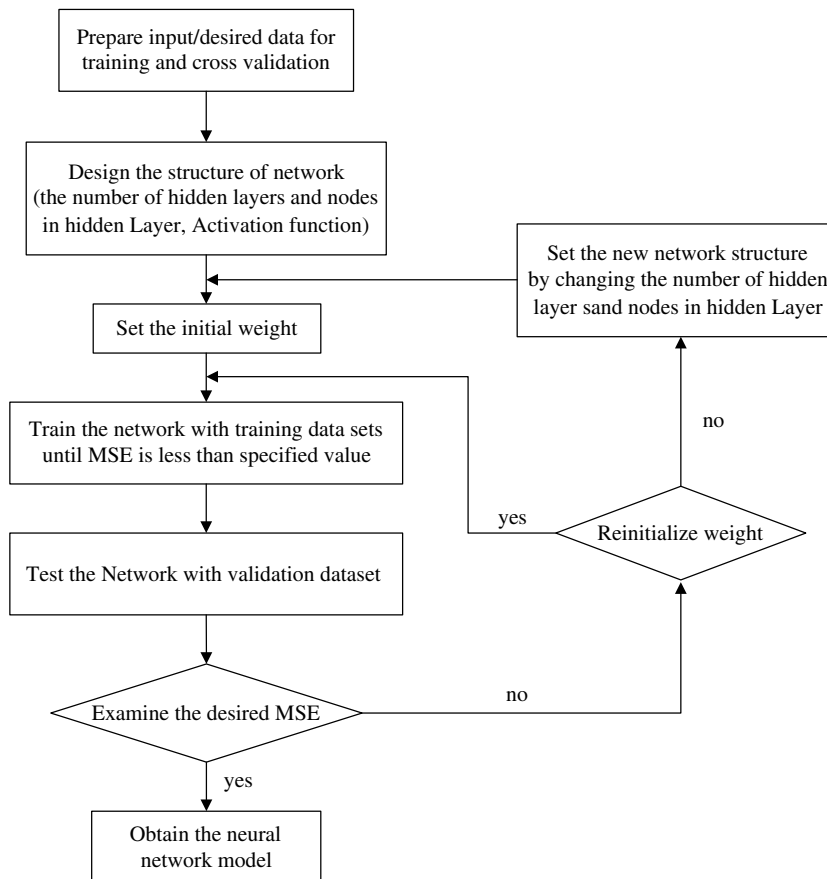 Prepare input/desired data for
training and cross validation
Design the structure of network
(the number of hidden layers and nodes
in hidden Layer, Activation function)
Set the new network structure
by changing the number of hidden
layer sand nodes in hidden Layer
Set the initial weight
Train the network with training data sets
until MSE is less than specified value
no
yes
Reinitialize weight
Test the Network with validation dataset
Examine the desired MSE
no
yes
Obtain the neural
network model